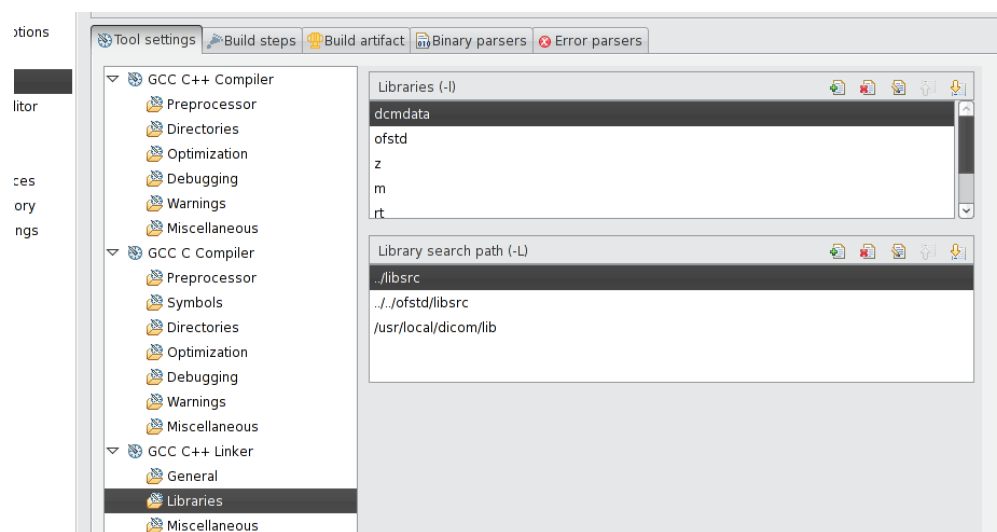 ptions
litor
ces
ory
ngs
Tool settings Build steps Build artifact Binary parsers Error parsers
GCC C++ Compiler
Preprocessor
Directories
Optimization
Debugging
Warnings
Miscellaneous
GCC C Compiler
Preprocessor
Symbols
Directories
Optimization
Debugging
Warnings
Miscellaneous
GCC C++ Linker
General
Libraries
Miscellaneous
Libraries (-l)
dcmdata
ofstd
z
m
rt
Library search path (-L)
../libsrc
../../ofstd/libsrc
/usr/local/dicom/lib